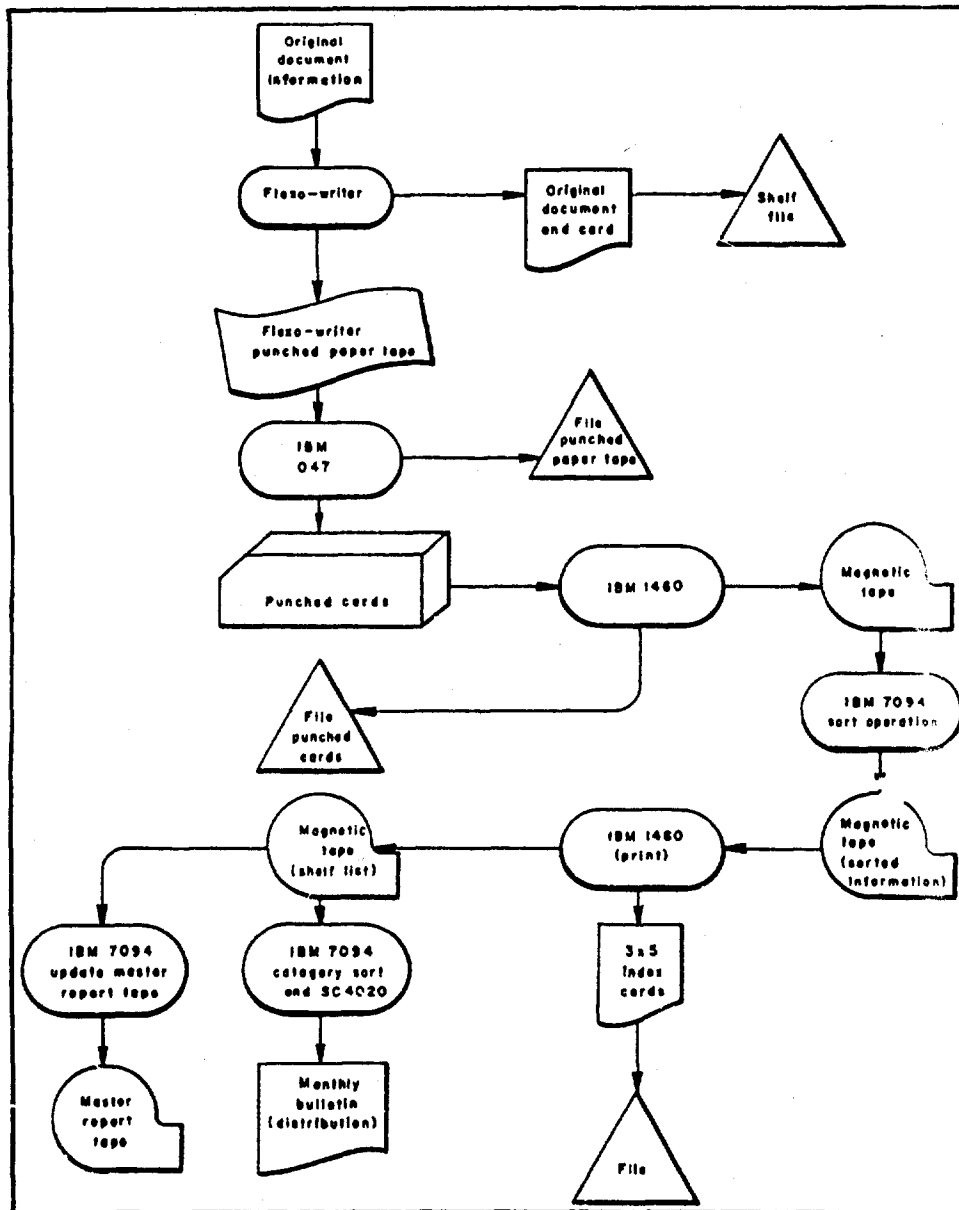 Original
document
information
Flexo-writer
Original
document
and card
Shelf
file
Flexo-writer
punched paper tape
IBM
047
File
punched
paper tape
Punched cards
IBM 1460
Magnetic
tape
File
punched
cards
IBM 7094
sort operation
Magnetic
tape
(shelf list)
IBM 1460
(print)
Magnetic
tape
(sorted
information)
IBM 7094
update master
report tape
IBM 7094
category sort
and SC 4020
3x5
Index
cards
Master
report
tape
Monthly
bulletin
(distribution)
File